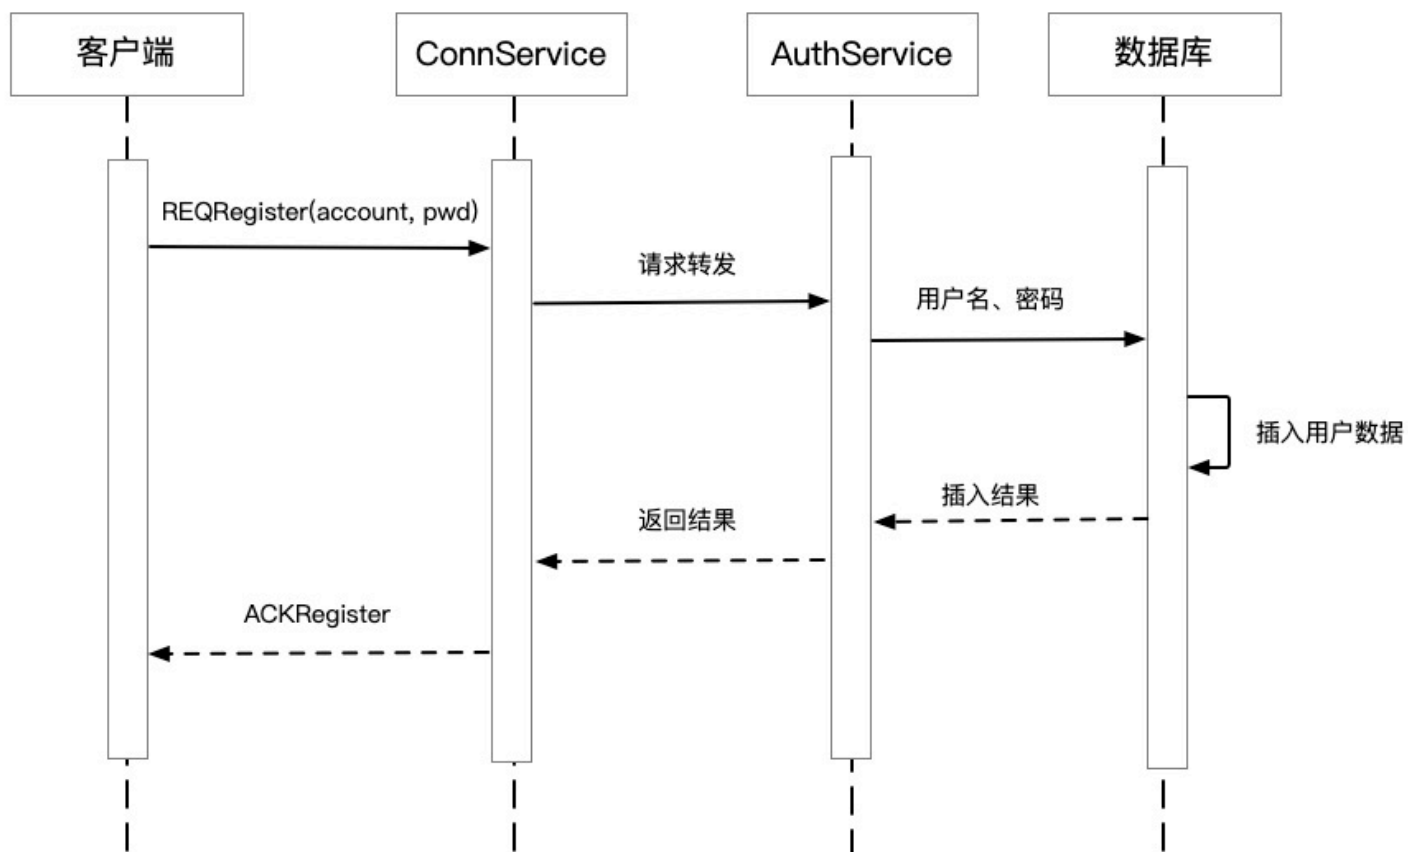 客户端
ConnService
AuthService
数据库
REQRegister(account, pwd)
请求转发
用户名、密码
插入用户数据
插入结果
返回结果
ACKRegister